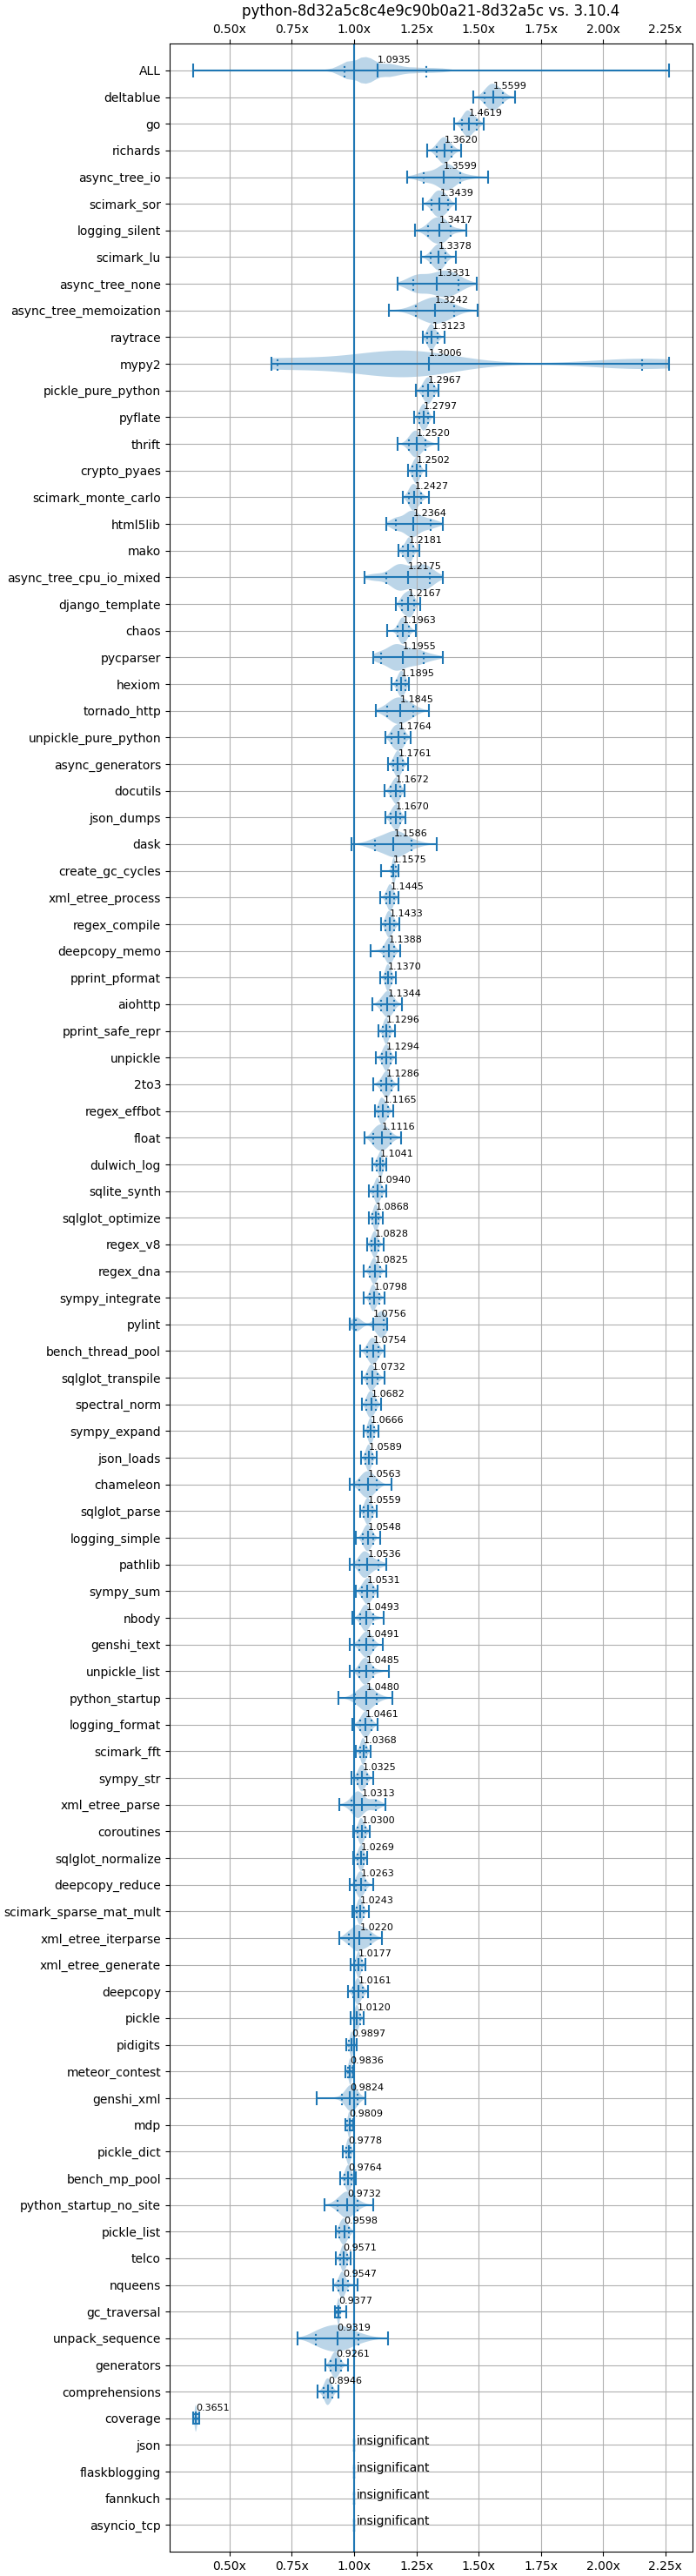 python-8d32a5c8c4e9c90b0a21-8d32a5c vs. 3.10.4
0.50x 0.75x 1.00x 1.25x 1.50x 1.75x 2.00x 2.25x
ALL 1.0935
deltablue 1.5599
go 1.4619
richards 1.3620
async_tree_io 1.3599
scimark_sor 1.3439
logging_silent 1.3417
scimark_lu 1.3378
async_tree_none 1.3331
async_tree_memoization 1.3242
raytrace 1.3123
mypy2 1.3006
pickle_pure_python 1.2967
pyflate 1.2797
thrift 1.2520
crypto_pyaes 1.2502
scimark_monte_carlo 1.2427
html5lib 1.2364
mako 1.2181
async_tree_cpu_io_mixed 1.2175
django_template 1.2167
chaos 1.1963
pycparser 1.1955
hexiom 1.1895
tornado_http 1.1845
unpickle_pure_python 1.1764
async_generators 1.1761
docutils 1.1672
json_dumps 1.1670
dask 1.1586
create_gc_cycles 1.1575
xml_etree_process 1.1445
regex_compile 1.1433
deepcopy_memo 1.1388
pprint_pformat 1.1370
aiohttp 1.1344
pprint_safe_repr 1.1296
unpickle 1.1294
2to3 1.1286
regex_effbot 1.1165
float 1.1116
dulwich_log 1.1041
sqlite_synth 1.0940
sqlglot_optimize 1.0868
regex_v8 1.0828
regex_dna 1.0825
sympy_integrate 1.0798
pylint 1.0756
bench_thread_pool 1.0754
sqlglot_transpile 1.0732
spectral_norm 1.0682
sympy_expand 1.0666
json_loads 1.0589
chameleon 1.0563
sqlglot_parse 1.0559
logging_simple 1.0548
pathlib 1.0536
sympy_sum 1.0531
nbody 1.0493
genshi_text 1.0491
unpickle_list 1.0485
python_startup 1.0480
logging_format 1.0461
scimark_fft 1.0368
sympy_str 1.0325
xml_etree_parse 1.0313
coroutines 1.0300
sqlglot_normalize 1.0269
deepcopy_reduce 1.0263
scimark_sparse_mat_mult 1.0243
xml_etree_iterparse 1.0220
xml_etree_generate 1.0177
deepcopy 1.0161
pickle 1.0120
pidigits 0.9897
meteor_contest 0.9836
genshi_xml 0.9824
mdp 0.9809
pickle_dict 0.9778
bench_mp_pool 0.9764
python_startup_no_site 0.9732
pickle_list 0.9598
telco 0.9571
nqueens 0.9547
gc_traversal 0.9377
unpack_sequence 0.9319
generators 0.9261
comprehensions 0.8946
coverage 0.3651
json insignificant
flaskblogging insignificant
fannkuch insignificant
asyncio_tcp insignificant
0.50x 0.75x 1.00x 1.25x 1.50x 1.75x 2.00x 2.25x